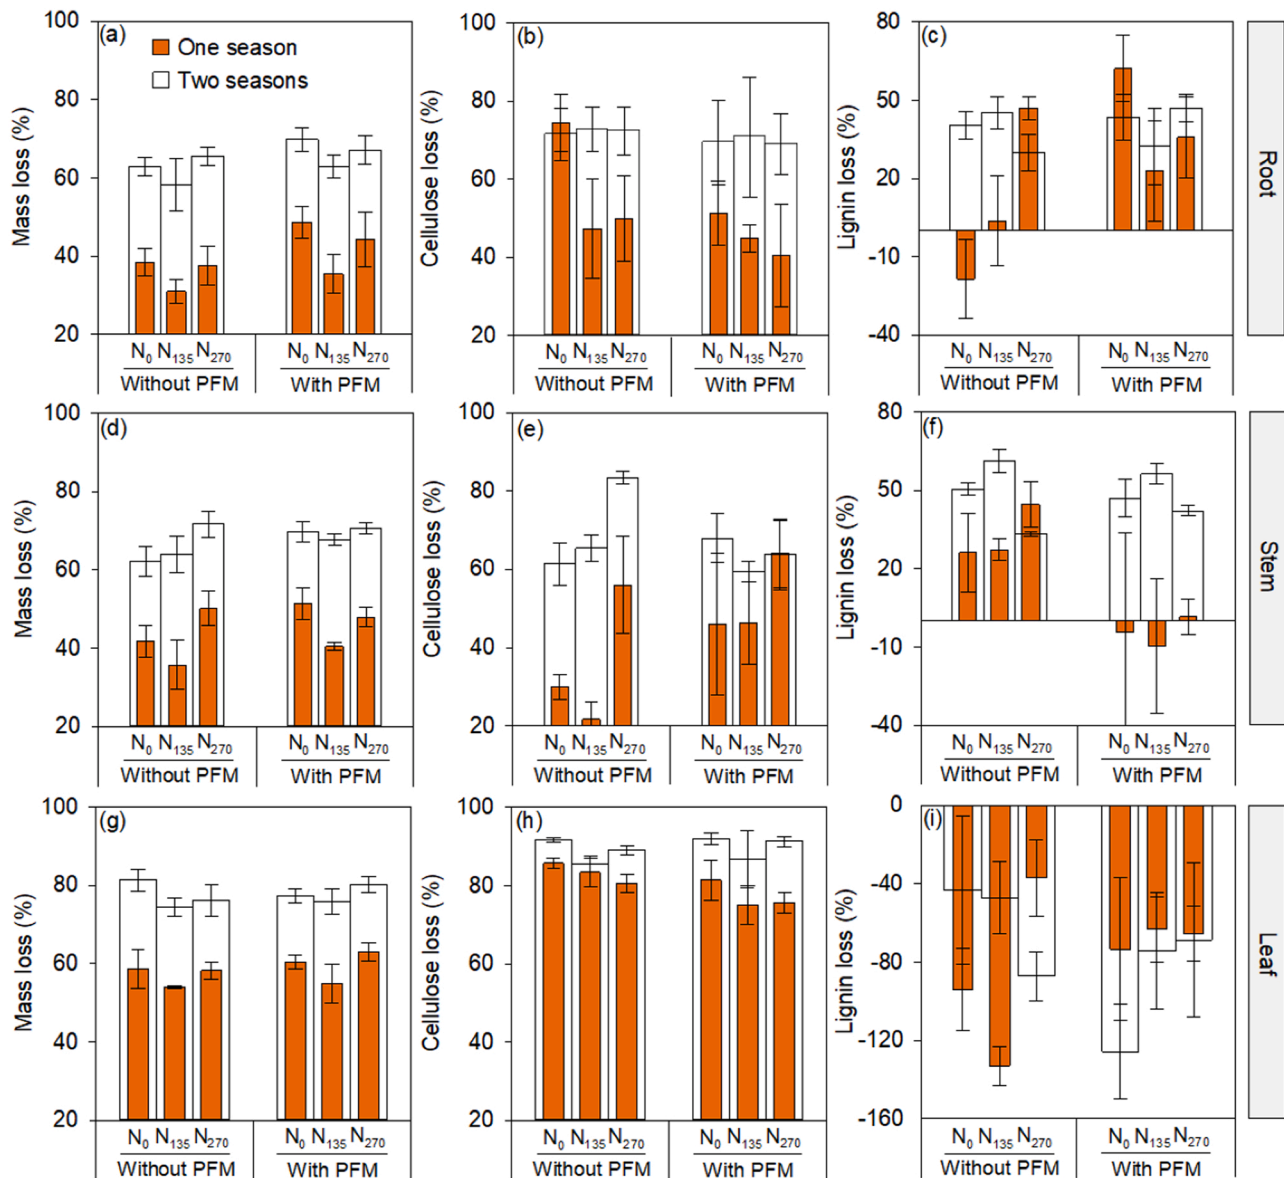 (a)
One season
Two seasons
Mass loss (%)
100
80
60
40
20
N0 N135 N270 N0 N135 N270
Without PFM With PFM
(b)
Cellulose loss (%)
100
80
60
40
20
N0 N135 N270 N0 N135 N270
Without PFM With PFM
(c)
Lignin loss (%)
80
50
20
-10
-40
N0 N135 N270 N0 N135 N270
Without PFM With PFM
Root
(d)
Mass loss (%)
100
80
60
40
20
N0 N135 N270 N0 N135 N270
Without PFM With PFM
(e)
Cellulose loss (%)
100
80
60
40
20
N0 N135 N270 N0 N135 N270
Without PFM With PFM
(f)
Lignin loss (%)
80
50
20
-10
-40
N0 N135 N270 N0 N135 N270
Without PFM With PFM
Stem
(g)
Mass loss (%)
100
80
60
40
20
N0 N135 N270 N0 N135 N270
Without PFM With PFM
(h)
Cellulose loss (%)
100
80
60
40
20
N0 N135 N270 N0 N135 N270
Without PFM With PFM
(i)
Lignin loss (%)
0
-40
-80
-120
-160
N0 N135 N270 N0 N135 N270
Without PFM With PFM
Leaf